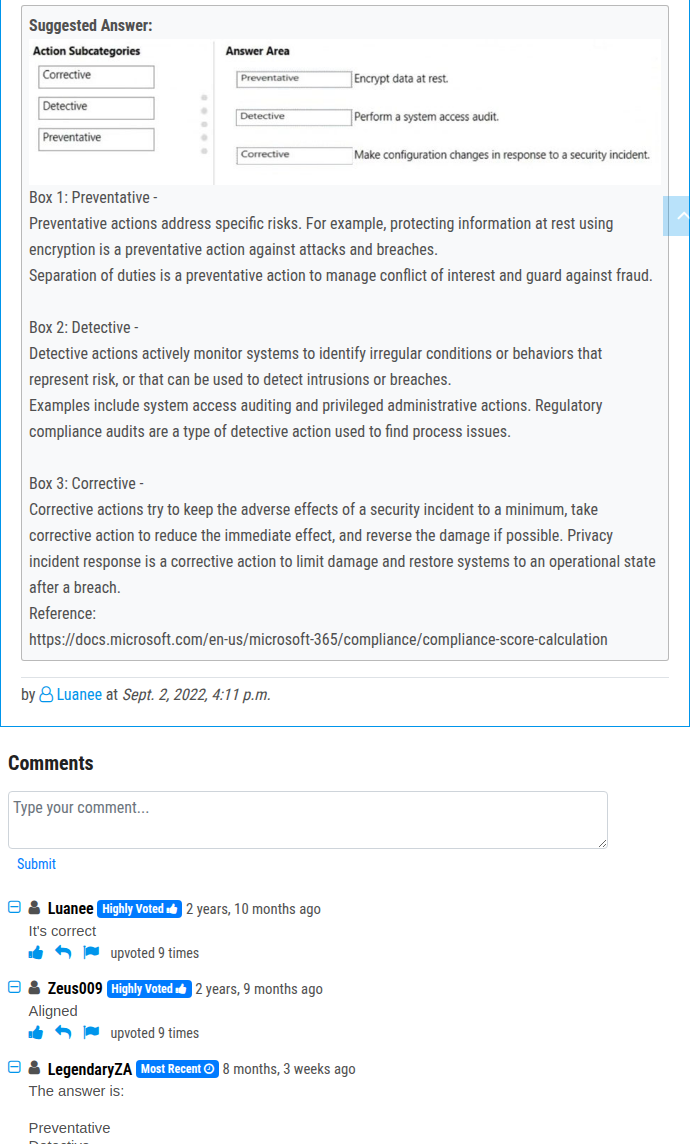 Suggested Answer:
Action Subcategories
Answer Area
Corrective
Detective
Preventative
Preventative Encrypt data at rest.
Detective Perform a system access audit.
Corrective Make configuration changes in response to a security incident.
Box 1: Preventative -
Preventative actions address specific risks. For example, protecting information at rest using
encryption is a preventative action against attacks and breaches.
Separation of duties is a preventative action to manage conflict of interest and guard against fraud.
Box 2: Detective -
Detective actions actively monitor systems to identify irregular conditions or behaviors that
represent risk, or that can be used to detect intrusions or breaches.
Examples include system access auditing and privileged administrative actions. Regulatory
compliance audits are a type of detective action used to find process issues.
Box 3: Corrective -
Corrective actions try to keep the adverse effects of a security incident to a minimum, take
corrective action to reduce the immediate effect, and reverse the damage if possible. Privacy
incident response is a corrective action to limit damage and restore systems to an operational state
after a breach.
Reference:
https://docs.microsoft.com/en-us/microsoft-365/compliance/compliance-score-calculation
by Luanee at Sept. 2, 2022, 4:11 p.m.
Comments
Type your comment...
Submit
Luanee Highly Voted 2 years, 10 months ago
It's correct
upvoted 9 times
Zeus009 Highly Voted 2 years, 9 months ago
Aligned
upvoted 9 times
LegendaryZA Most Recent 8 months, 3 weeks ago
The answer is:
Preventative